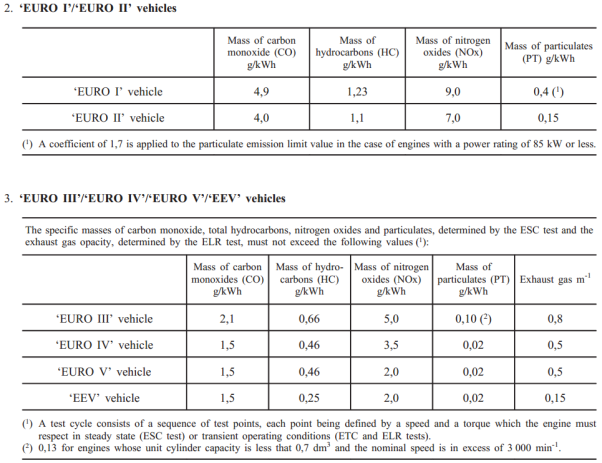 2. ‘EURO I’/‘EURO II’ vehicles
Mass of carbon monoxide (CO) g/kWh
Mass of hydrocarbons (HC) g/kWh
Mass of nitrogen oxides (NOx) g/kWh
Mass of particulates (PT) g/kWh
‘EURO I’ vehicle 4,9 1,23 9,0 0,4 (¹)
‘EURO II’ vehicle 4,0 1,1 7,0 0,15
(¹) A coefficient of 1,7 is applied to the particulate emission limit value in the case of engines with a power rating of 85 kW or less.
3. ‘EURO III’/‘EURO IV’/‘EURO V’/‘EEV’ vehicles
The specific masses of carbon monoxide, total hydrocarbons, nitrogen oxides and particulates, determined by the ESC test and the
exhaust gas opacity, determined by the ELR test, must not exceed the following values (¹):
Mass of carbon monoxides (CO) g/kWh
Mass of hydro-carbons (HC) g/kWh
Mass of nitrogen oxides (NOx) g/kWh
Mass of particulates (PT) g/kWh
Exhaust gas m⁻¹
‘EURO III’ vehicle 2,1 0,66 5,0 0,10 (²) 0,8
‘EURO IV’ vehicle 1,5 0,46 3,5 0,02 0,5
‘EURO V’ vehicle 1,5 0,46 2,0 0,02 0,5
‘EEV’ vehicle 1,5 0,25 2,0 0,02 0,15
(¹) A test cycle consists of a sequence of test points, each point being defined by a speed and a torque which the engine must
respect in steady state (ESC test) or transient operating conditions (ETC and ELR tests).
(²) 0,13 for engines whose unit cylinder capacity is less that 0,7 dm³ and the nominal speed is in excess of 3 000 min⁻¹.